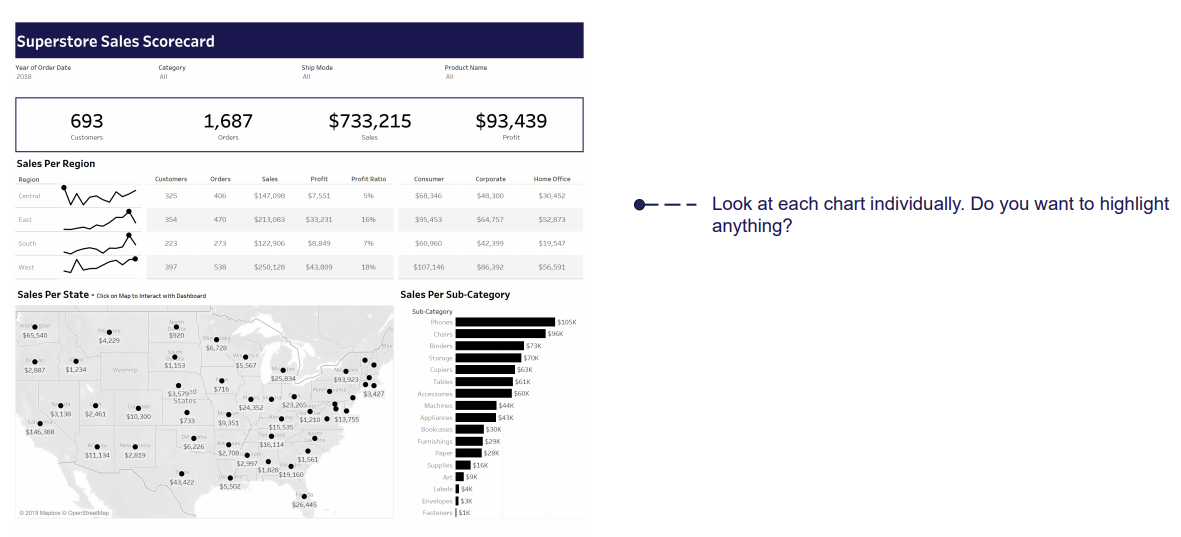 Superstore Sales Scorecard
Year of Order Date Category Ship Mode Product Name
2018 All All All
693 1,687 $733,215 $93,439
Customers Orders Sales Profit
Sales Per Region
Region Customers Orders Sales Profit Profit Ratio Consumer Corporate Home Office
Central 325 406 $147,098 $7,551 5% $68,346 $48,300 $30,452
East 354 470 $213,083 $33,231 16% $95,453 $64,757 $52,873
South 223 273 $122,906 $8,849 7% $60,960 $42,399 $19,547
West 397 538 $250,128 $43,809 18% $107,146 $86,392 $56,591
Look at each chart individually. Do you want to highlight
anything?
Sales Per State - Click on Map to Interact with Dashboard
$65,540
$4,229
$920
$6,728
$2,887
$1,234
Wyoming
$1,153
$5,567
$25,834
$93,923
$3,427
$3,579
States
$716
$3,138
$2,461
$10,300
$733
$24,352
$23,265
$146,388
$9,351
$15,535
$1,210
$13,755
$11,134
$2,819
$6,226
$2,708
$16,114
$2,997
$1,828
$19,160
$1,561
$43,422
$5,502
Florida
$26,445
© 2019 Mapbox © OpenStreetMap
Sales Per Sub-Category
Sub-Category
Phones $105K
Chairs $96K
Binders $73K
Storage $70K
Copiers $63K
Tables $61K
Accessories $60K
Machines $44K
Appliances $43K
Bookcases $30K
Furnishings $29K
Paper $28K
Supplies $16K
Art $9K
Labels $4K
Envelopes $3K
Fasteners $1K